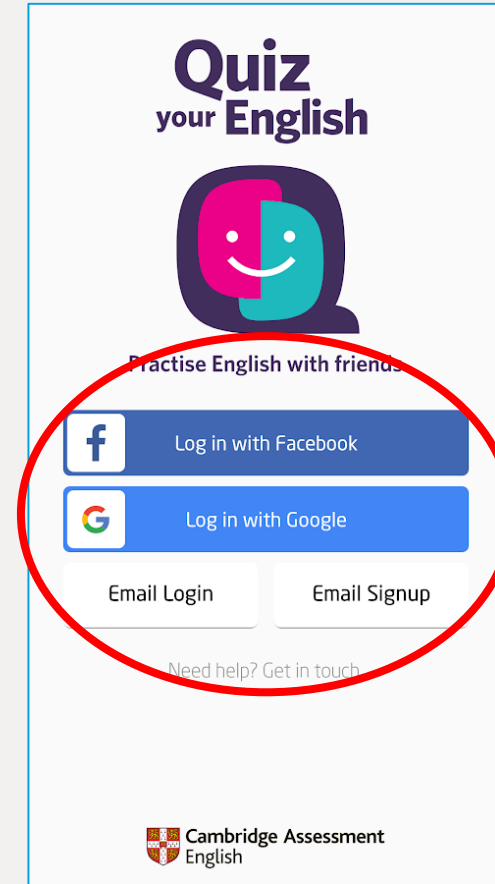 Quiz
your English
Practise English with friends
f
Log in with Facebook
G
Log in with Google
Email Login Email Signup
Need help? Get in touch
Cambridge Assessment
English